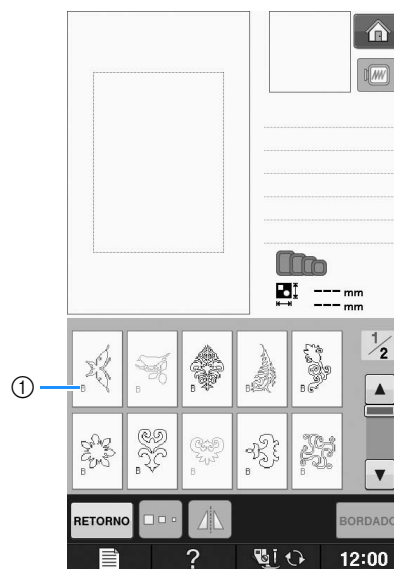 --- mm
--- mm
1/2
①
B B B B B
B B B B B
RETORNO
BORDADO
? 12:00